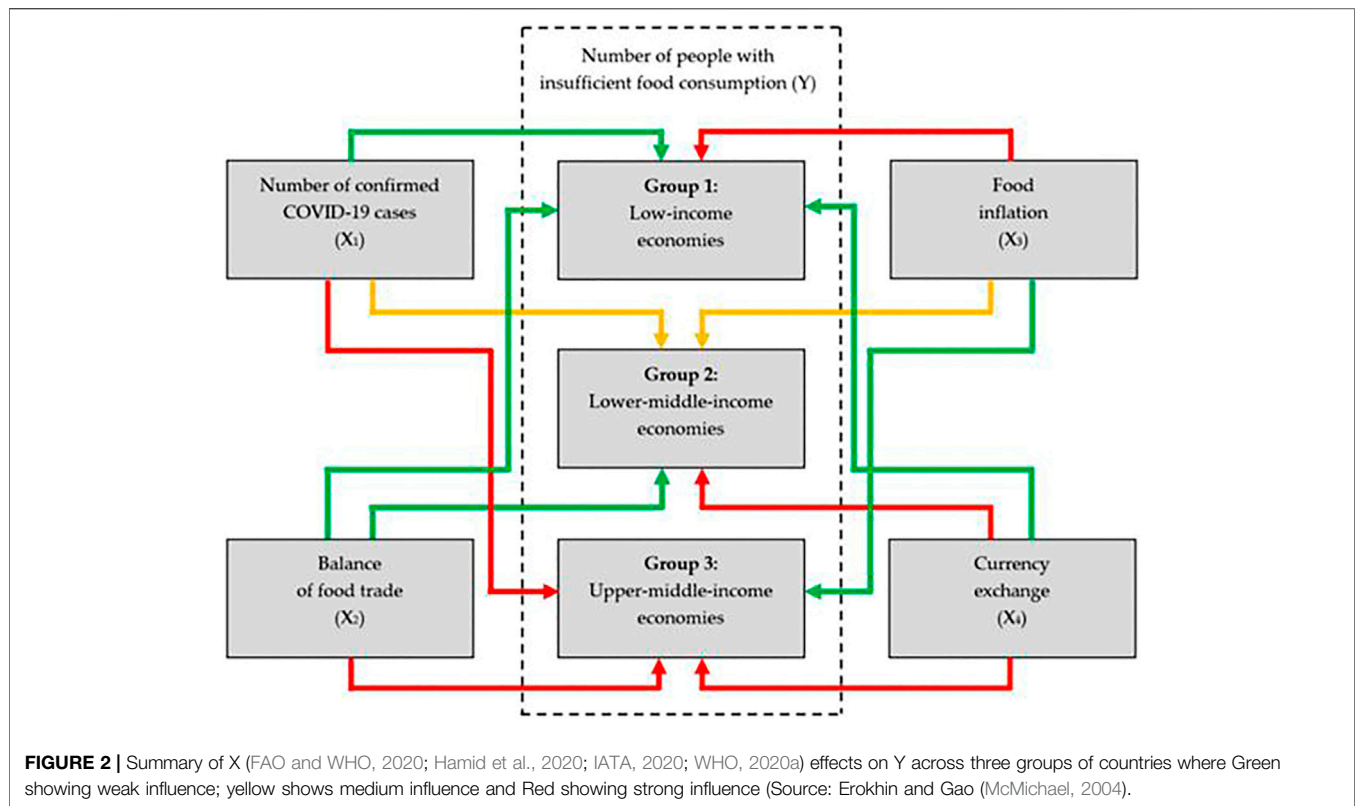 Number of people with
insufficient food consumption (Y)
Number of confirmed
COVID-19 cases
(X₁)
Group 1:
Low-income
economies
Food
inflation
(X₃)
Group 2:
Lower-middle-income
economies
Balance
of food trade
(X₂)
Group 3:
Upper-middle-income
economies
Currency
exchange
(X₄)
FIGURE 2 | Summary of X (FAO and WHO, 2020; Hamid et al., 2020; IATA, 2020; WHO, 2020a) effects on Y across three groups of countries where Green
showing weak influence; yellow shows medium influence and Red showing strong influence (Source: Erokhin and Gao (McMichael, 2004).